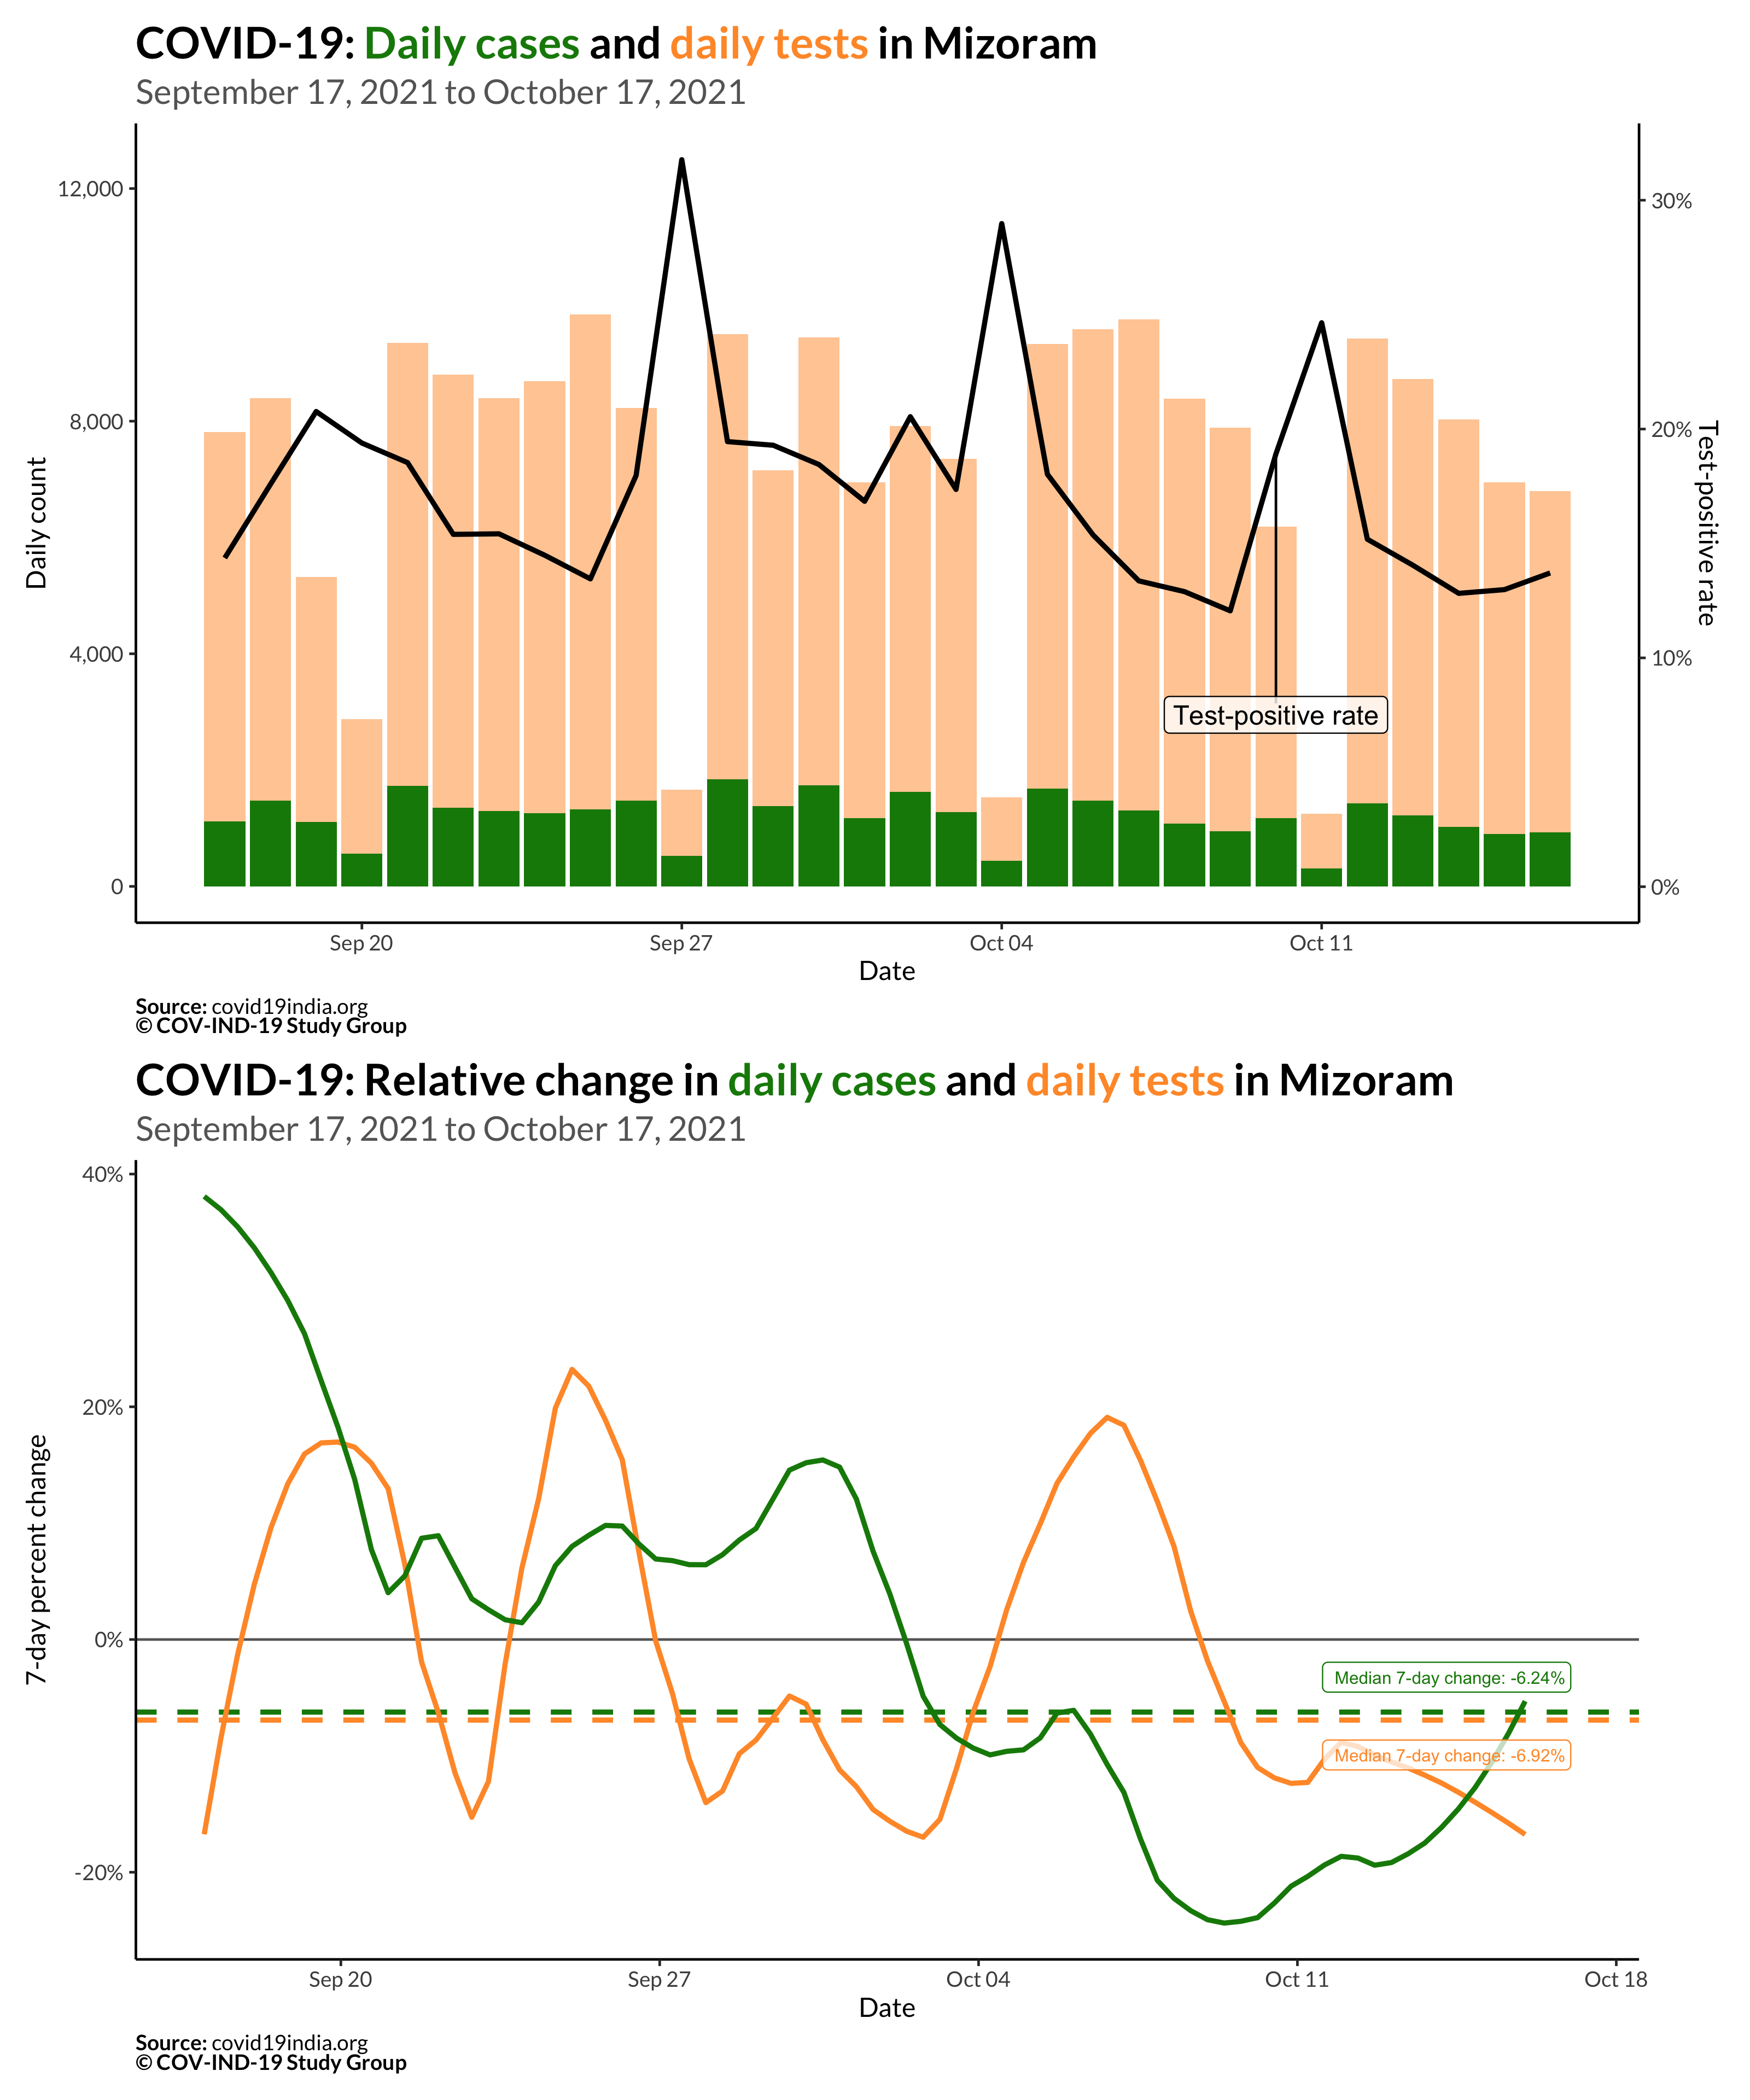 COVID-19: Daily cases and daily tests in Mizoram
September 17, 2021 to October 17, 2021
12,000
8,000
4,000
0
Daily count
30%
20%
10%
0%
Test-positive rate
Test-positive rate
Sep 20 Sep 27 Oct 04 Oct 11
Date
Source: covid19india.org
© COV-IND-19 Study Group
COVID-19: Relative change in daily cases and daily tests in Mizoram
September 17, 2021 to October 17, 2021
40%
20%
0%
-20%
7-day percent change
Median 7-day change: -6.24%
Median 7-day change: -6.92%
Sep 20 Sep 27 Oct 04 Oct 11 Oct 18
Date
Source: covid19india.org
© COV-IND-19 Study Group